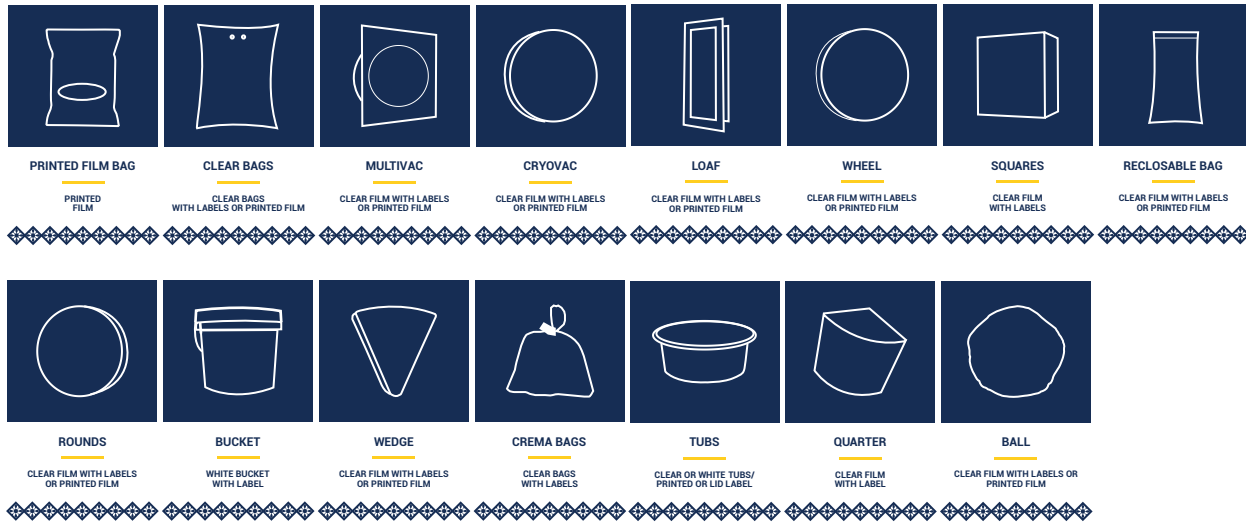 PRINTED FILM BAG
PRINTED
FILM
CLEAR BAGS
CLEAR BAGS
WITH LABELS OR PRINTED FILM
MULTIVAC
CLEAR FILM WITH LABELS
OR PRINTED FILM
CRYOVAC
CLEAR FILM WITH LABELS
OR PRINTED FILM
LOAF
CLEAR FILM WITH LABELS
OR PRINTED FILM
WHEEL
CLEAR FILM WITH LABELS
OR PRINTED FILM
SQUARES
CLEAR FILM
WITH LABELS
RECLOSABLE BAG
CLEAR FILM WITH LABELS
OR PRINTED FILM
ROUNDS
CLEAR FILM WITH LABELS
OR PRINTED FILM
BUCKET
WHITE BUCKET
WITH LABEL
WEDGE
CLEAR FILM WITH LABELS
OR PRINTED FILM
CREMA BAGS
CLEAR BAGS
WITH LABELS
TUBS
CLEAR OR WHITE TUBS/
PRINTED OR LID LABEL
QUARTER
CLEAR FILM
WITH LABEL
BALL
CLEAR FILM WITH LABELS OR
PRINTED FILM